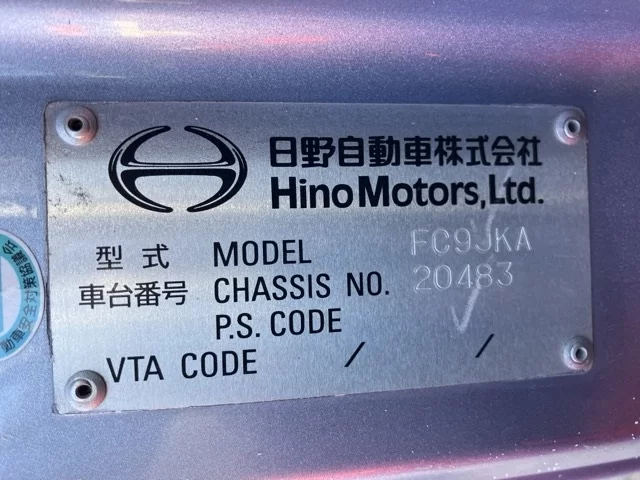 日野自動車株式会社
Hino Motors, Ltd.
型式 MODEL FC9JKA
車台番号 CHASSIS NO. 20483
P.S. CODE
VTA CODE / /